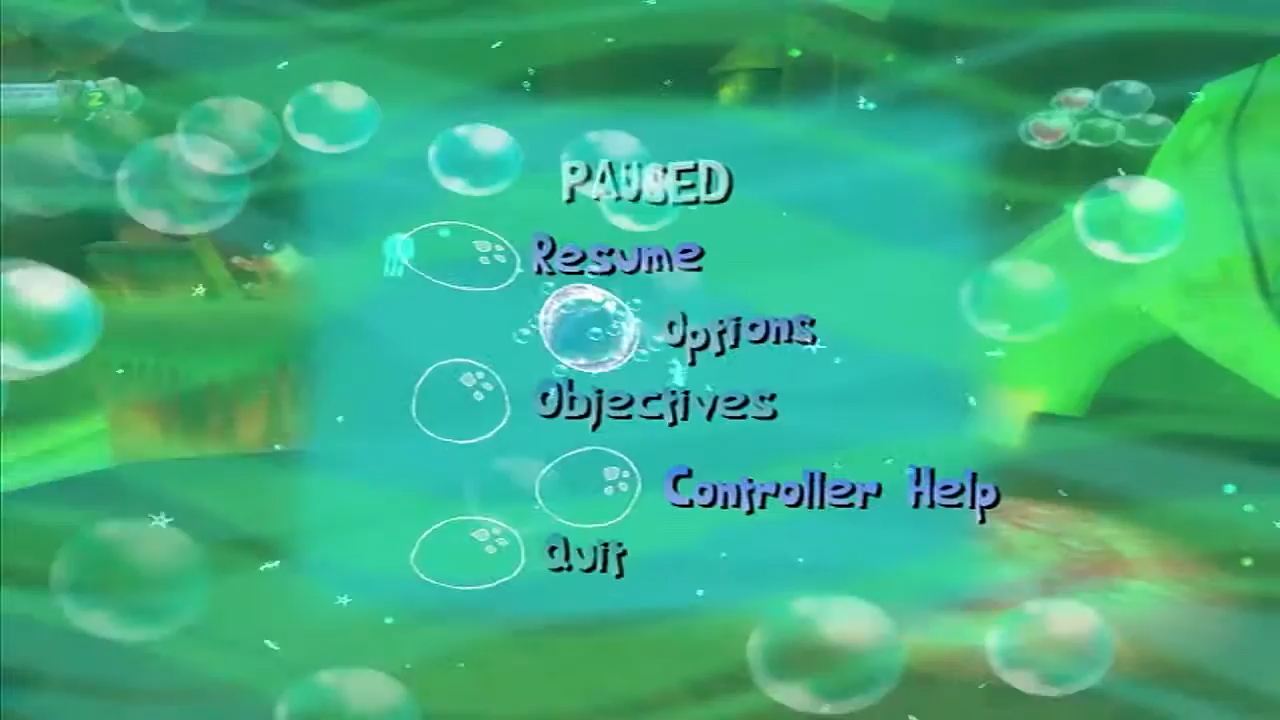 PAUSED
Resume
Options
Objectives
Controller Help
Quit